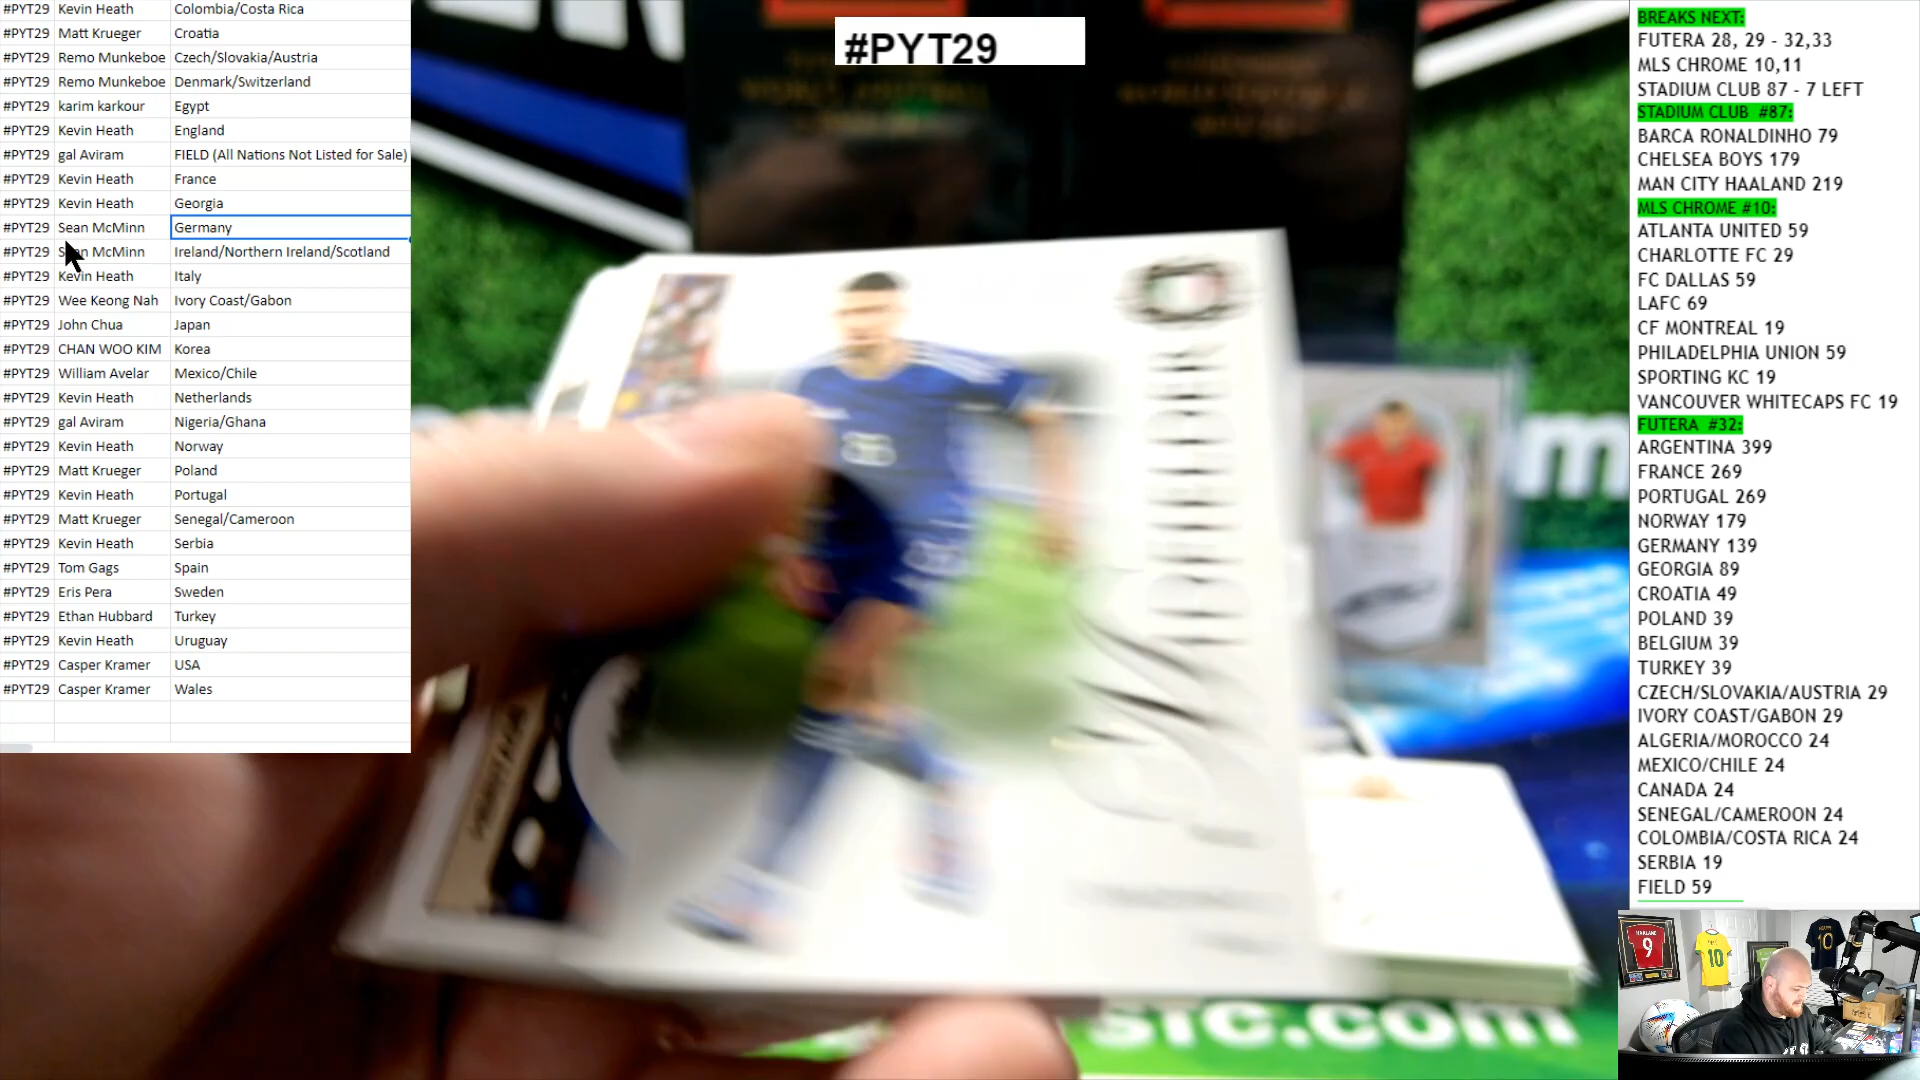 #PYT29 Kevin Heath Colombia/Costa Rica
#PYT29 Matt Krueger Croatia
#PYT29 Remo Munkeboe Czech/Slovakia/Austria
#PYT29 Remo Munkeboe Denmark/Switzerland
#PYT29 karim karkour Egypt
#PYT29 Kevin Heath England
#PYT29 gal Aviram FIELD (All Nations Not Listed for Sale)
#PYT29 Kevin Heath France
#PYT29 Kevin Heath Georgia
#PYT29 Sean McMinn Germany
#PYT29 McMinn Ireland/Northern Ireland/Scotland
#PYT29 Kevin Heath Italy
#PYT29 Wee Keong Nah Ivory Coast/Gabon
#PYT29 John Chua Japan
#PYT29 CHAN WOO KIM Korea
#PYT29 William Avelar Mexico/Chile
#PYT29 Kevin Heath Netherlands
#PYT29 gal Aviram Nigeria/Ghana
#PYT29 Kevin Heath Norway
#PYT29 Matt Krueger Poland
#PYT29 Kevin Heath Portugal
#PYT29 Matt Krueger Senegal/Cameroon
#PYT29 Kevin Heath Serbia
#PYT29 Tom Gags Spain
#PYT29 Eris Pera Sweden
#PYT29 Ethan Hubbard Turkey
#PYT29 Kevin Heath Uruguay
#PYT29 Casper Kramer USA
#PYT29 Casper Kramer Wales
#PYT29
src.com
BREAKS NEXT:
FUTERA 28, 29 - 32,33
MLS CHROME 10,11
STADIUM CLUB 87 - 7 LEFT
STADIUM CLUB #87:
BARCA RONALDINHO 79
CHELSEA BOYS 179
MAN CITY HAALAND 219
MLS CHROME #10:
ATLANTA UNITED 59
CHARLOTTE FC 29
FC DALLAS 59
LAFC 69
CF MONTREAL 19
PHILADELPHIA UNION 59
SPORTING KC 19
VANCOUVER WHITECAPS FC 19
FUTERA #32:
ARGENTINA 399
FRANCE 269
PORTUGAL 269
NORWAY 179
GERMANY 139
GEORGIA 89
CROATIA 49
POLAND 39
BELGIUM 39
TURKEY 39
CZECH/SLOVAKIA/AUSTRIA 29
IVORY COAST/GABON 29
ALGERIA/MOROCCO 24
MEXICO/CHILE 24
CANADA 24
SENEGAL/CAMEROON 24
COLOMBIA/COSTA RICA 24
SERBIA 19
FIELD 59
9
10
10